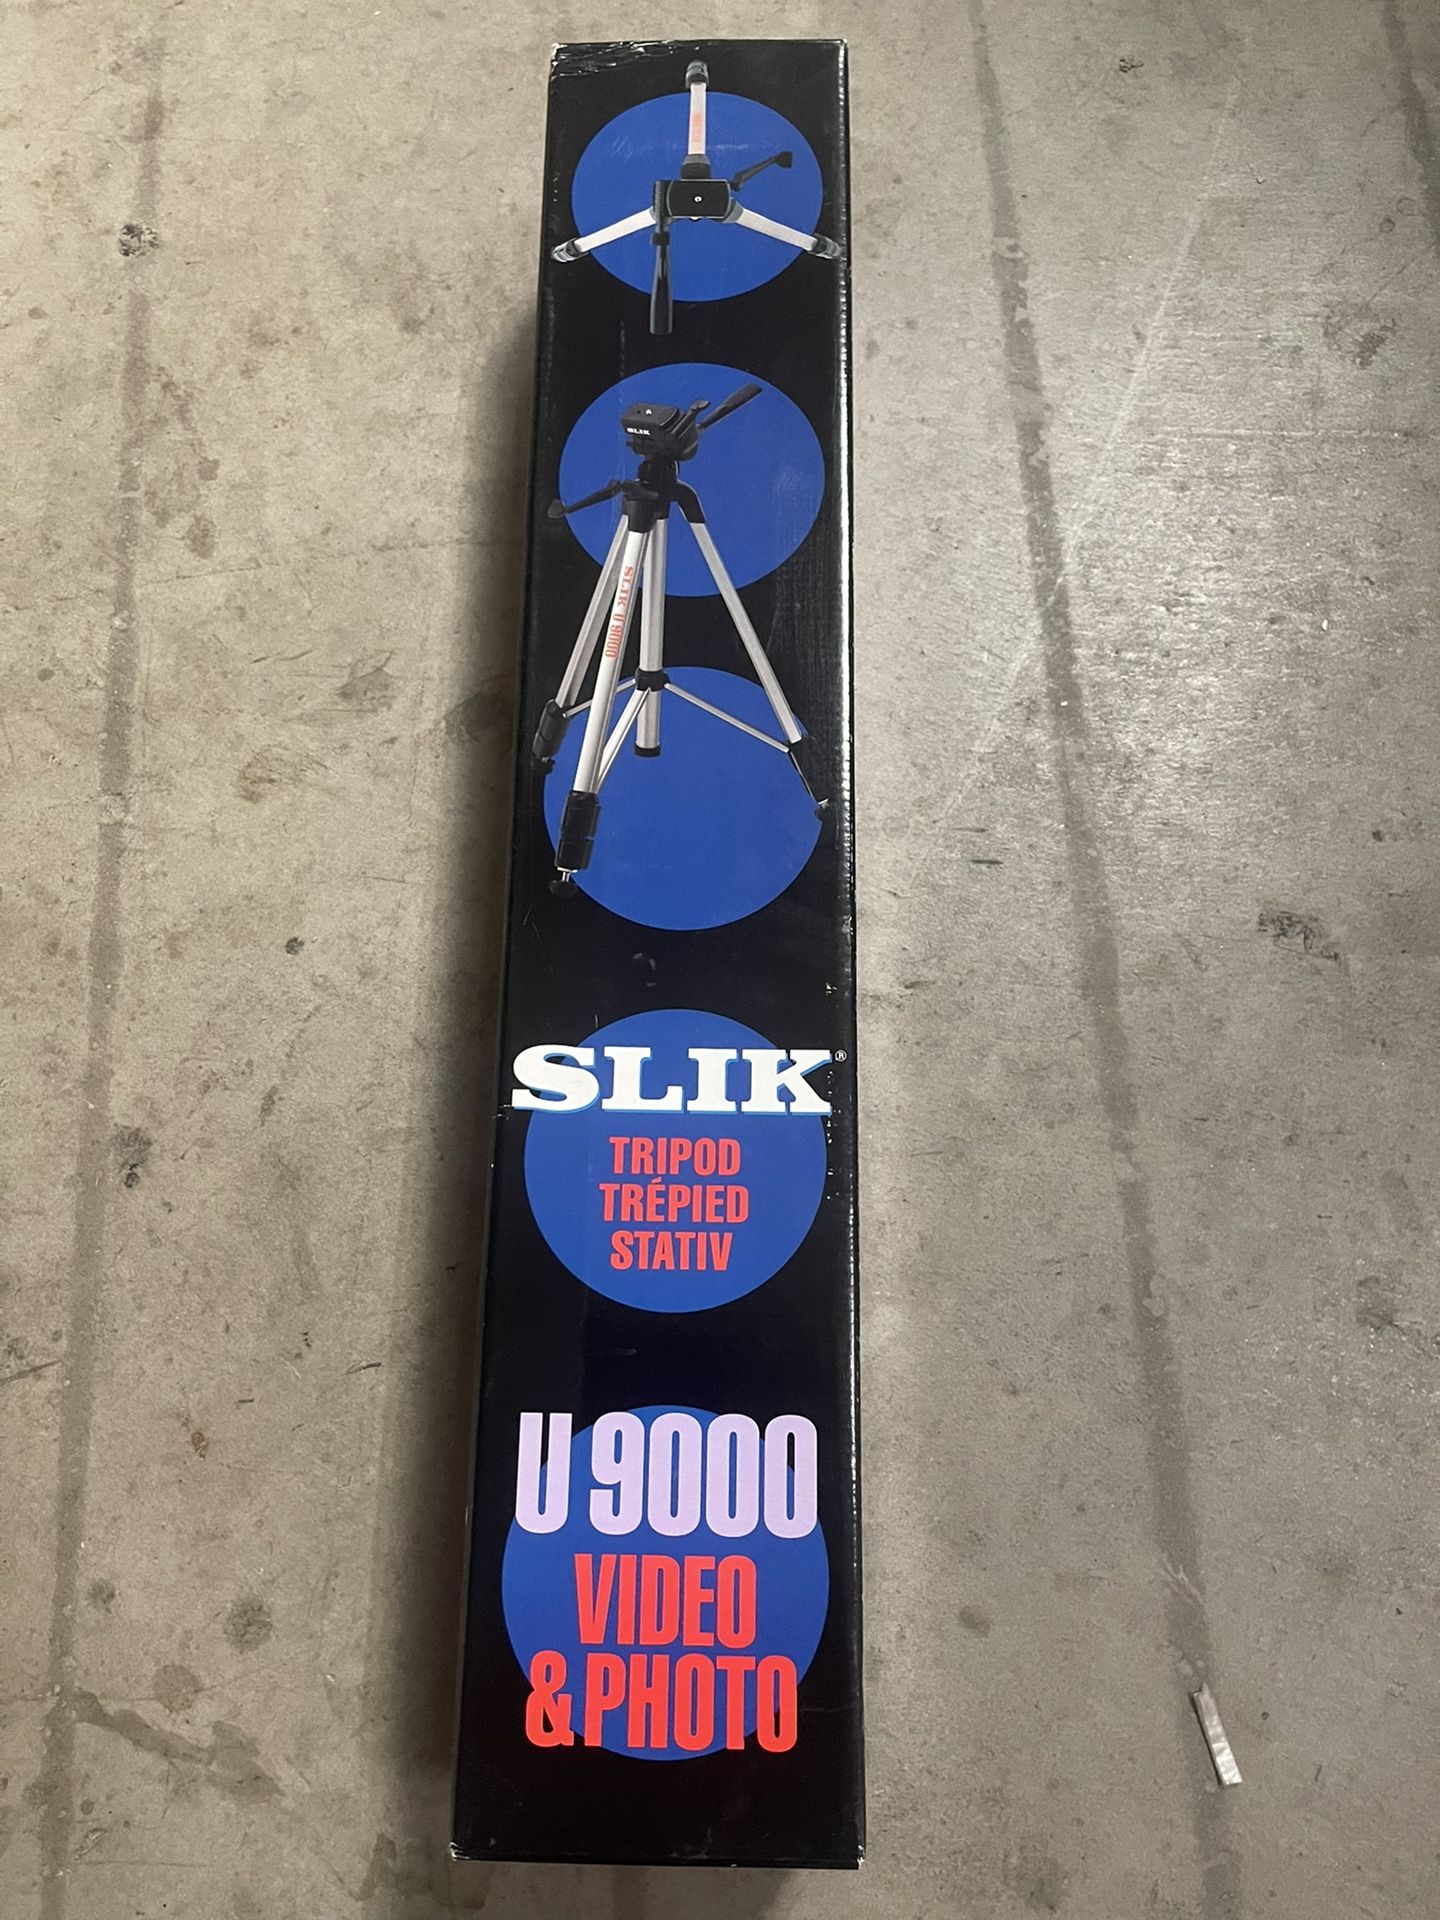 SLIK
SLIK U 9000
SLIK®
TRIPOD
TRÉPIED
STATIV
U 9000
VIDEO
& PHOTO